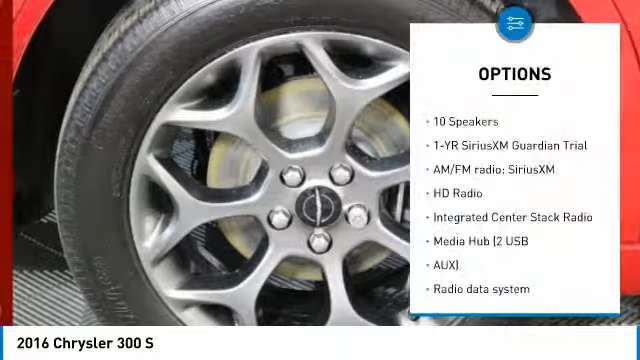 OPTIONS
10 Speakers
1-YR SiriusXM Guardian Trial
AM/FM radio: SiriusXM
HD Radio
Integrated Center Stack Radio
Media Hub (2 USB
AUX)
Radio data system
2016 Chrysler 300 S